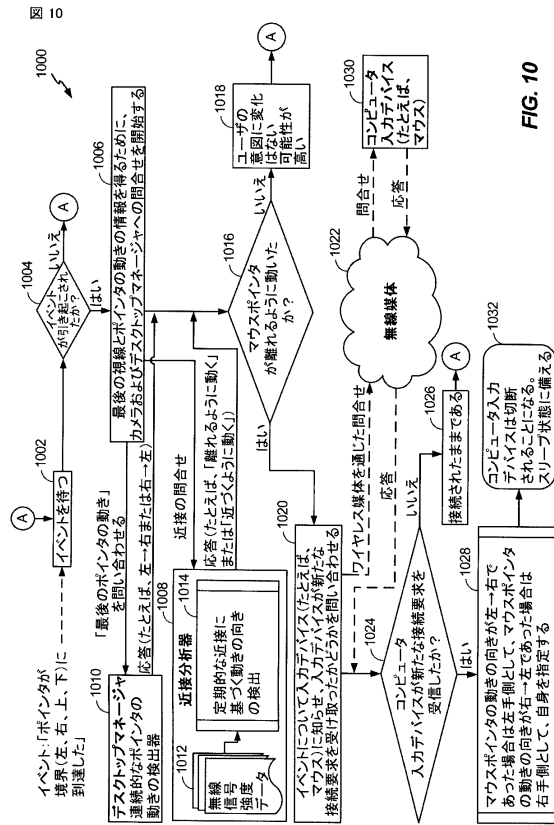 図 10
1000
A
イベント:「ポインタが
境界(左、右、上、下)に
到達した」
1002
イベントを待つ
1004
イベント
が引き起こされ
たか?
いいえ
A
はい
1006
最後の視線とポインタの動きの情報を得るために、
カメラおよびデスクトップマネージャへの問合せを開始する
「最後のポインタの動き」
を問い合わせる
1010
デスクトップマネージャ
連続的なポインタの
動きの検出器
応答(たとえば、左→右または右→左)
1008
近接の問合せ
近接分析器
1012
無線
信号
強度
データ
1014
定期的な近接に
基づく動きの向き
の検出
応答(たとえば、「離れるように動く」
または「近づくように動く」)
1016
マウスポインタ
が離れるように動いた
か?
いいえ
1018
ユーザの
意図に変化
はない
可能性が
高い
A
はい
1020
イベントについて入力デバイス(たとえば、
マウス)に知らせ、入力デバイスが新たな
接続要求を受け取ったかどうかを問い合わせる
ワイヤレス媒体を通じた問合せ
応答
1022
無線媒体
問合せ
応答
1030
コンピュータ
入力デバイス
(たとえば、
マウス)
1024
コンピュータ
入力デバイスが新たな接続要求を
受信したか?
いいえ
1026
接続されたままである
A
はい
1028
マウスポインタの動きの向きが左→右で
あった場合は左手側として、マウスポインタ
の動きの向きが右→左であった場合は
右手側として、自身を指定する
1032
コンピュータ入力
デバイスは切断
されることになる。
スリープ状態に備える
FIG. 10